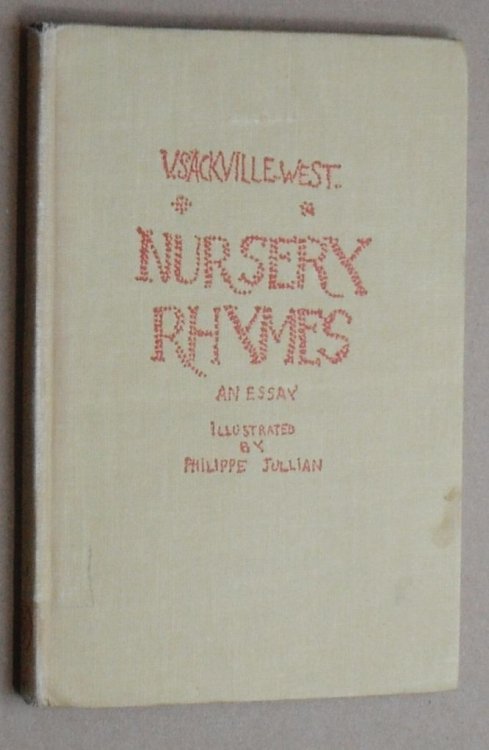 V.SACKVILLE-WEST.
NURSERY
RHYMES
AN ESSAY
ILLUSTRATED
BY
PHILIPPE JULLIAN